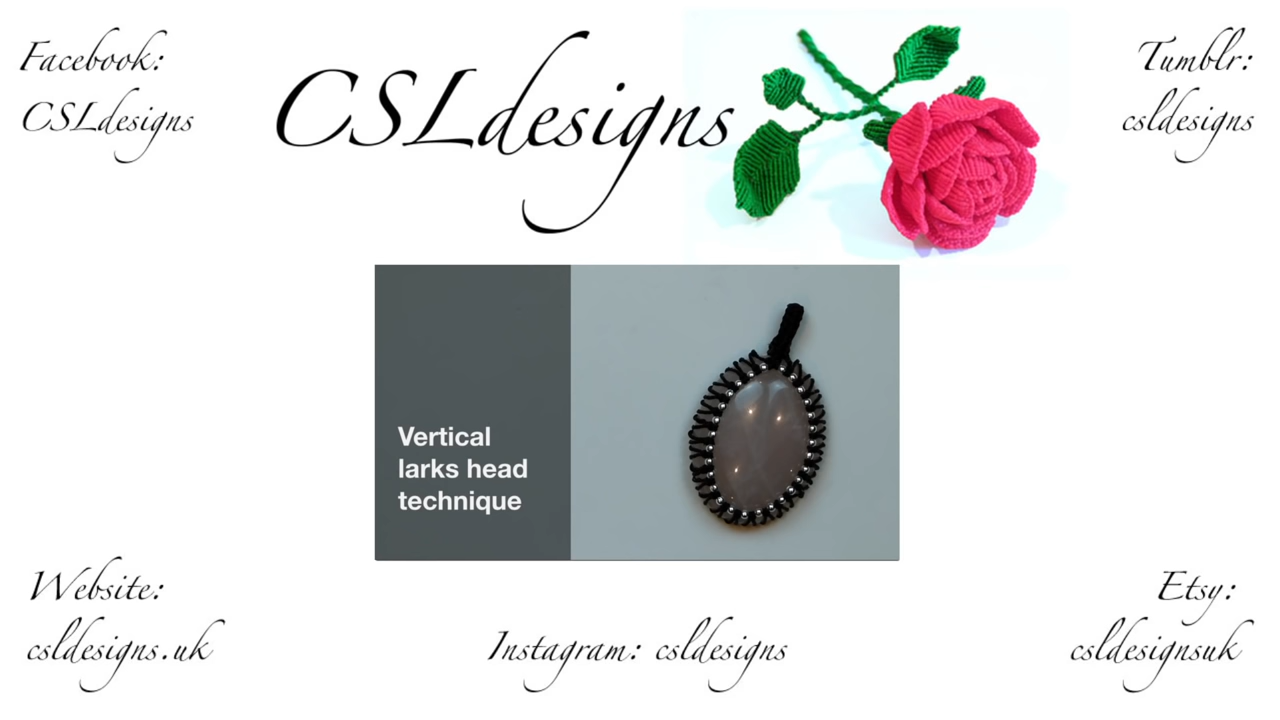 Facebook:
CSLdesigns
CSLdesigns
Tumblr:
csldesigns
Vertical
larks head
technique
Website:
csldesigns.uk
Instagram: csldesigns
Etsy:
csldesignsuk